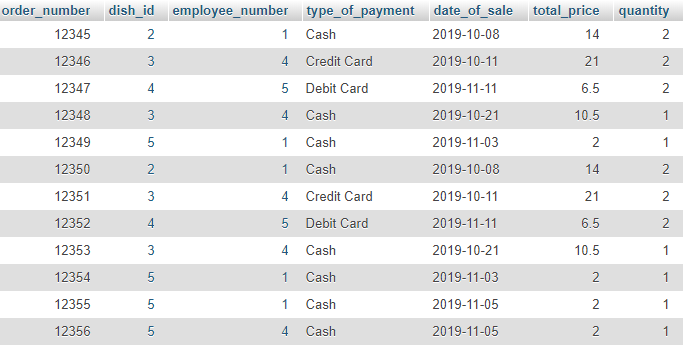 order_number dish_id employee_number type_of_payment date_of_sale total_price quantity
12345 2 1 Cash 2019-10-08 14 2
12346 3 4 Credit Card 2019-10-11 21 2
12347 4 5 Debit Card 2019-11-11 6.5 2
12348 3 4 Cash 2019-10-21 10.5 1
12349 5 1 Cash 2019-11-03 2 1
12350 2 1 Cash 2019-10-08 14 2
12351 3 4 Credit Card 2019-10-11 21 2
12352 4 5 Debit Card 2019-11-11 6.5 2
12353 3 4 Cash 2019-10-21 10.5 1
12354 5 1 Cash 2019-11-03 2 1
12355 5 1 Cash 2019-11-05 2 1
12356 5 4 Cash 2019-11-05 2 1